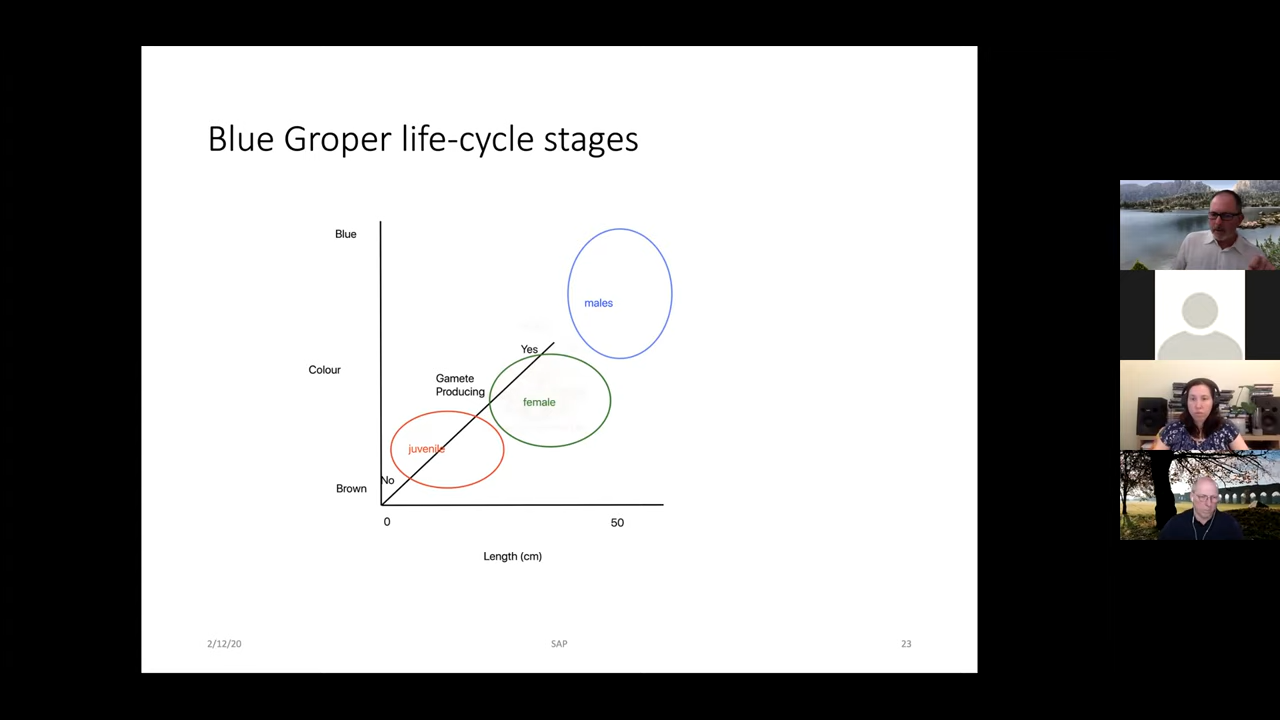 Blue Groper life-cycle stages
Blue
males
Yes
Colour
Gamete
Producing
female
juvenile
No
Brown
0
50
Length (cm)
2/12/20
SAP
23